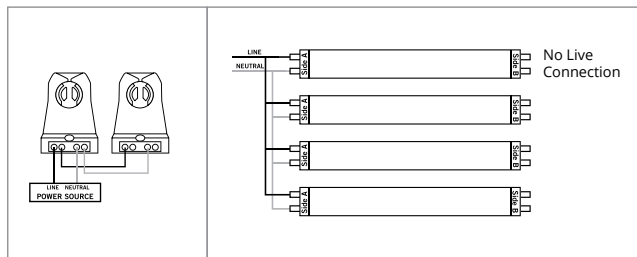 LINE NEUTRAL
POWER SOURCE
LINE
NEUTRAL
Side A
Side B
No Live
Connection
Side A
Side B
Side A
Side B
Side A
Side B